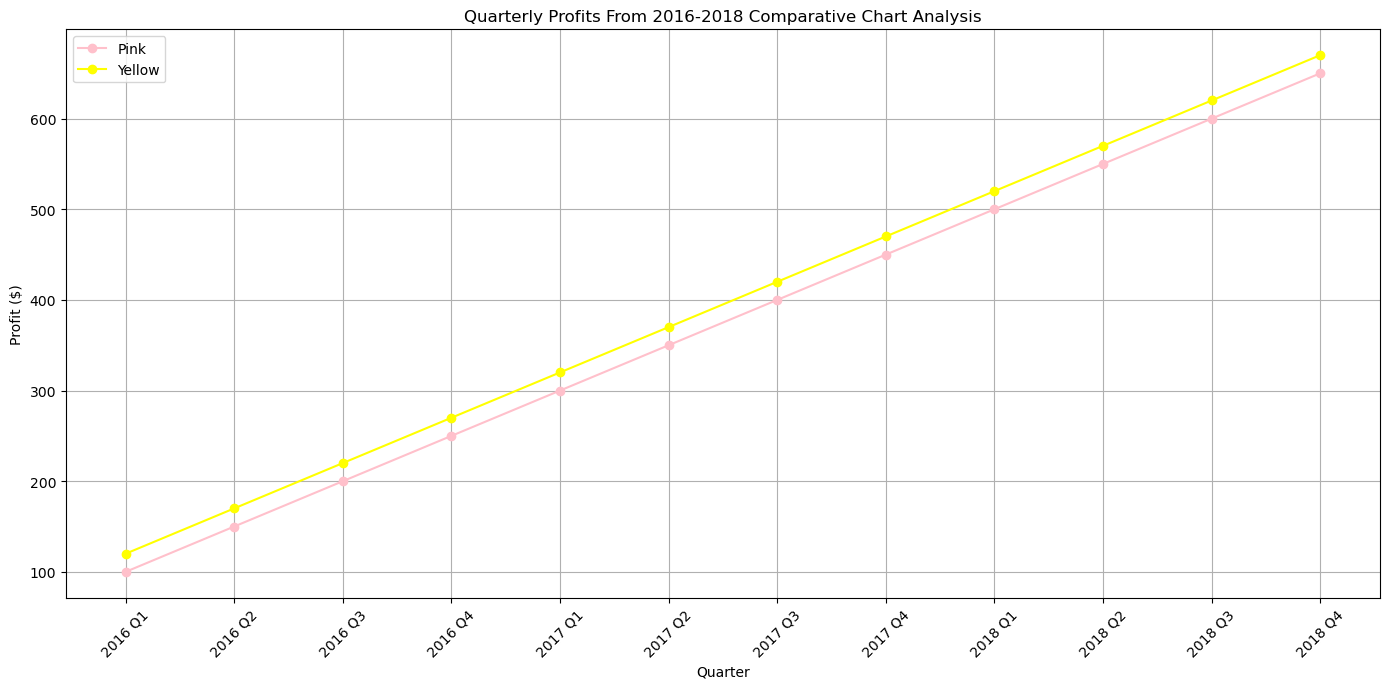 Quarterly Profits From 2016-2018 Comparative Chart Analysis
Pink
Yellow
Profit ($)
600
500
400
300
200
100
2016 Q1
2016 Q2
2016 Q3
2016 Q4
2017 Q1
2017 Q2
2017 Q3
2017 Q4
2018 Q1
2018 Q2
2018 Q3
2018 Q4
Quarter